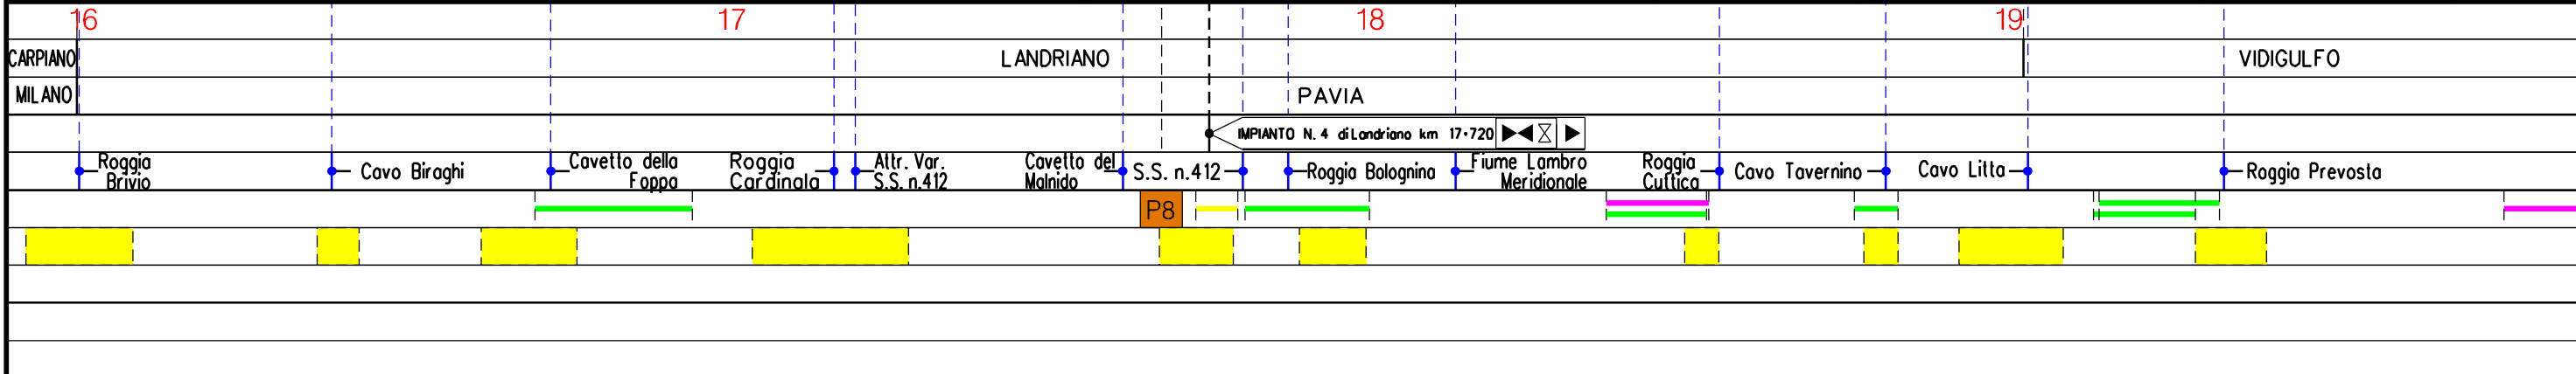 16 17 18 19
CARPIANO LANDRIANO VIDIGULFO
MILANO PAVIA
IMPIANTO N. 4 di Landriano km 17+720
Roggia
Brivio
Cavo Biraghi
Cavetto della
Foppa
Roggia
Cardinala
Attr. Var.
S.S. n.412
Cavetto del
Malnido
S.S. n.412
Roggia Bolognina
Fiume Lambro
Meridionale
Roggia
Cuttica
Cavo Tavernino
Cavo Litta
Roggia Prevosta
P8